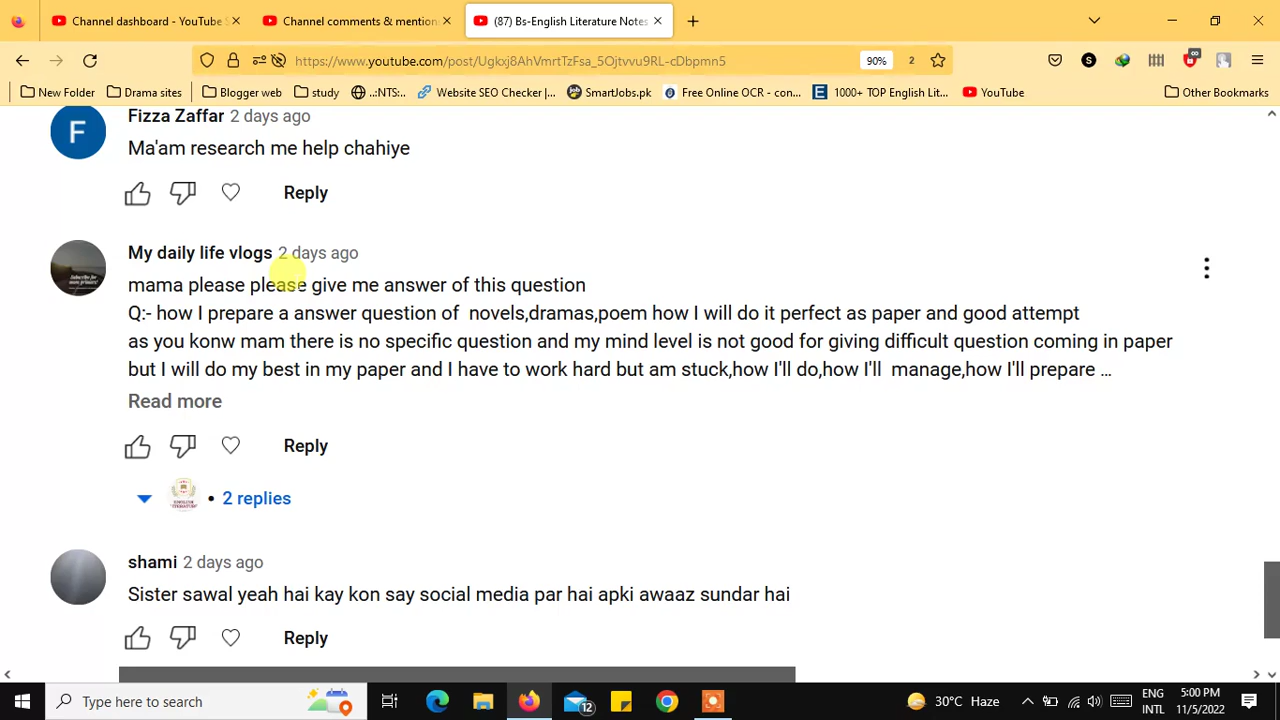 Channel dashboard - YouTube S
Channel comments & mention
(87) Bs-English Literature Notes
https://www.youtube.com/post/Ugkxj8AhVmrtTzFsa_5Ojtvvu9RL-cDbpmn5
90%
2
New Folder
Drama sites
Blogger web
study
..:NTS:..
Website SEO Checker |...
SmartJobs.pk
Free Online OCR - con...
1000+ TOP English Lit...
YouTube
Other Bookmarks
F
Fizza Zaffar 2 days ago
Ma'am research me help chahiye
Reply
My daily life vlogs 2 days ago
mama please please give me answer of this question
Q:- how I prepare a answer question of novels,dramas,poem how I will do it perfect as paper and good attempt
as you konw mam there is no specific question and my mind level is not good for giving difficult question coming in paper
but I will do my best in my paper and I have to work hard but am stuck,how I'll do,how I'll manage,how I'll prepare ...
Read more
Reply
2 replies
shami 2 days ago
Sister sawal yeah hai kay kon say social media par hai apki awaaz sundar hai
Reply
Type here to search
12
30°C Haze
ENG
INTL
5:00 PM
11/5/2022